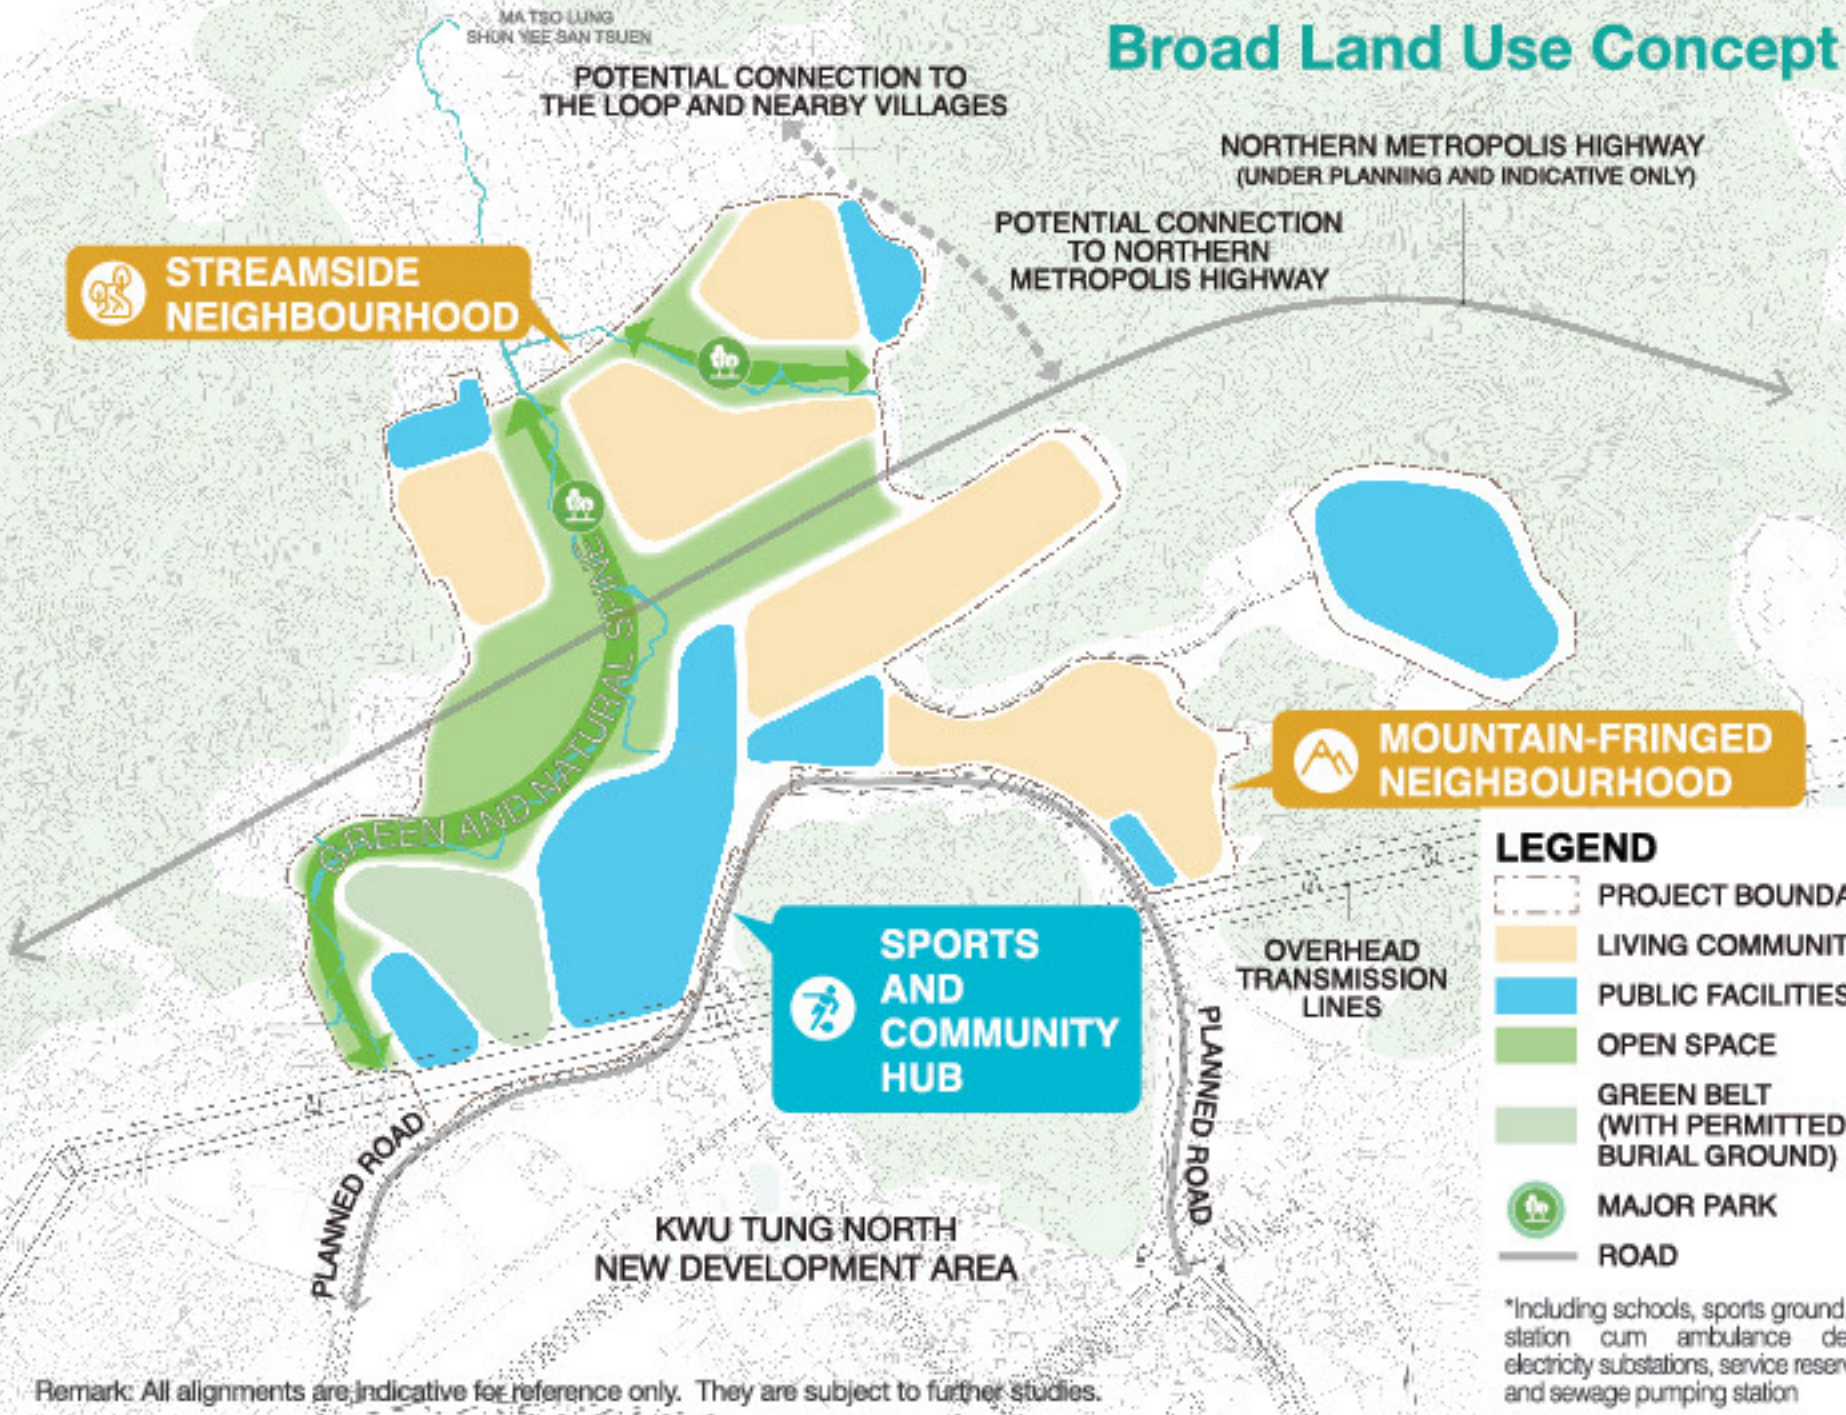 MA TSO LUNG
SHUN YEE SAN TSUEN
Broad Land Use Concept
POTENTIAL CONNECTION TO
THE LOOP AND NEARBY VILLAGES
NORTHERN METROPOLIS HIGHWAY
(UNDER PLANNING AND INDICATIVE ONLY)
POTENTIAL CONNECTION
TO NORTHERN
METROPOLIS HIGHWAY
STREAMSIDE
NEIGHBOURHOOD
GREEN AND NATURAL SPINE
MOUNTAIN-FRINGED
NEIGHBOURHOOD
SPORTS
AND
COMMUNITY
HUB
OVERHEAD
TRANSMISSION
LINES
PLANNED ROAD
PLANNED ROAD
KWU TUNG NORTH
NEW DEVELOPMENT AREA
LEGEND
PROJECT BOUNDA
LIVING COMMUNIT
PUBLIC FACILITIES
OPEN SPACE
GREEN BELT
(WITH PERMITTED
BURIAL GROUND)
MAJOR PARK
ROAD
*Including schools, sports ground,
station cum ambulance de
electricity substations, service reserv
and sewage pumping station
Remark: All alignments are indicative for reference only. They are subject to further studies.